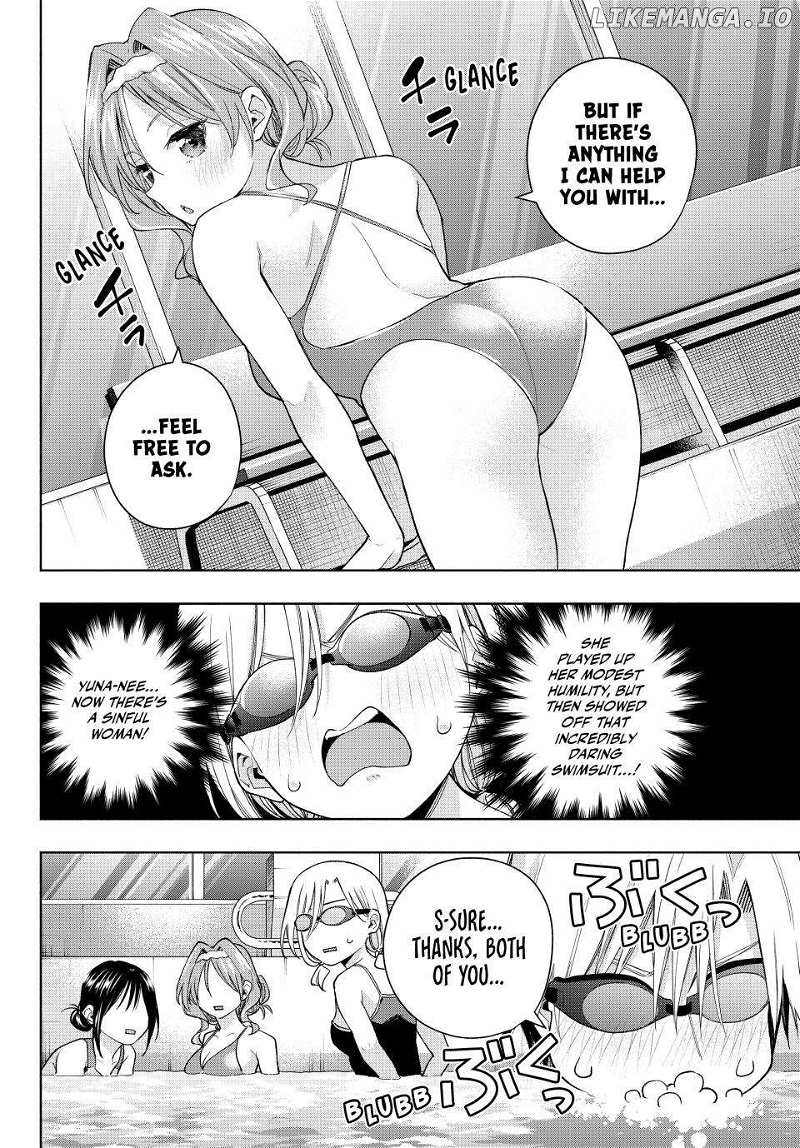 LIKEMANGA.IO
BUT IF
THERE'S
ANYTHING
I CAN HELP
YOU WITH...
チラ
GLANCE
GLANCE
チラ
...FEEL
FREE TO
ASK.
SHE
PLAYED UP
HER MODEST
HUMILITY, BUT
THEN SHOWED
OFF THAT
INCREDIBLY
DARING
SWIMSUIT...!
YUNA-NEE...
NOW THERE'S
A SINFUL
WOMAN!
ぶくっ
BLUBB
S-SURE...
THANKS, BOTH
OF YOU...
ぶくっ
BLUBB